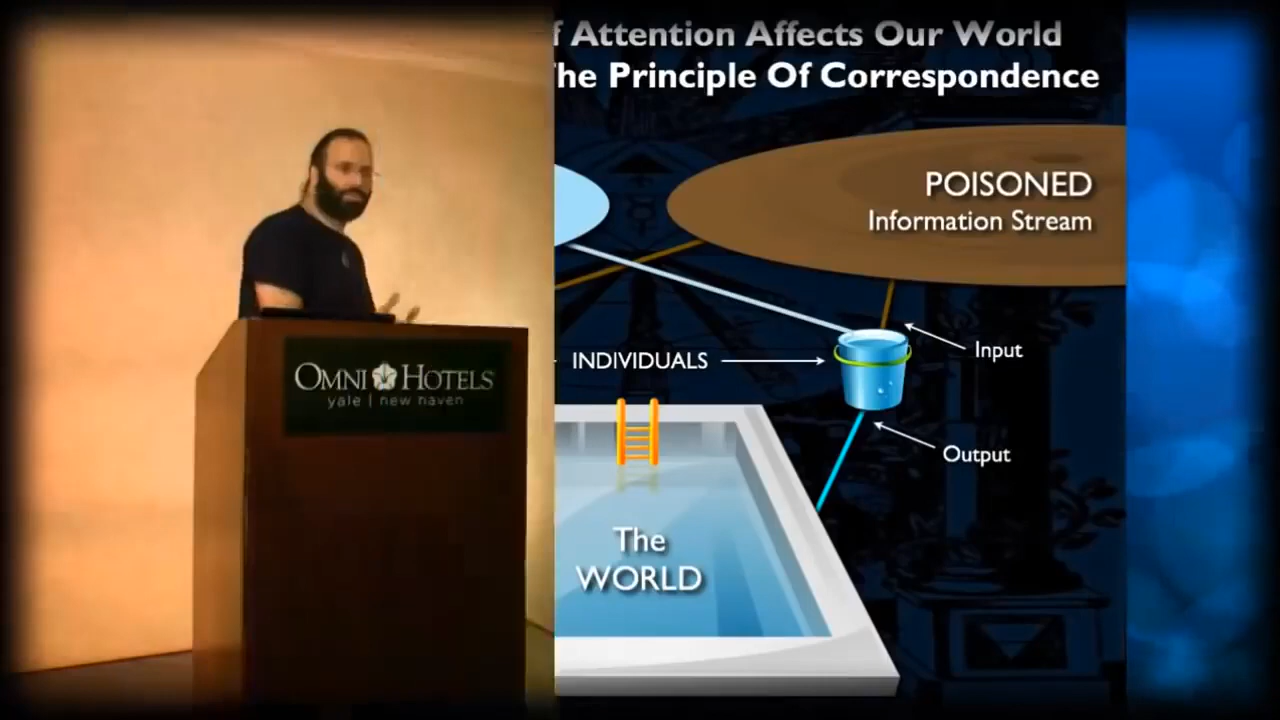 f Attention Affects Our World
he Principle Of Correspondence
POISONED
Information Stream
INDIVIDUALS
Input
Output
The
WORLD
OMNI HOTELS
yale | new haven